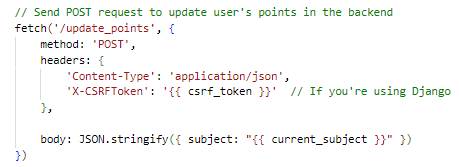 // Send POST request to update user's points in the backend
fetch('/update_points', {
    method: 'POST',
    headers: {
        'Content-Type': 'application/json',
        'X-CSRFToken': '{{ csrf_token }}'  // If you're using Django
    },
    body: JSON.stringify({ subject: "{{ current_subject }}" })
})